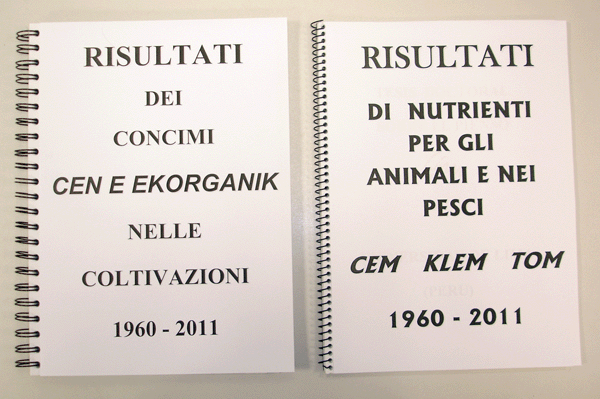 RISULTATI
DEI
CONCIMI
CEN E EKORGANIK
NELLE
COLTIVAZIONI
1960 - 2011
RISULTATI
DI NUTRIENTI
PER GLI
ANIMALI E NEI
PESCI
CEM KLEM TOM
1960 - 2011